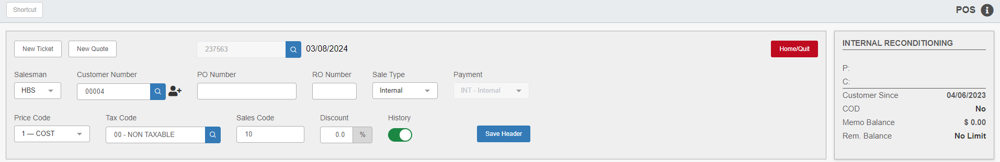 Shortcut
POS
New Ticket New Quote 237563 03/08/2024 Home/Quit
Salesman Customer Number PO Number RO Number Sale Type Payment
HBS 00004 Internal INT - Internal
Price Code Tax Code Sales Code Discount History
1 — COST 00 - NON TAXABLE 10 0.0 % Save Header
INTERNAL RECONDITIONING
P:
C:
Customer Since 04/06/2023
COD No
Memo Balance $ 0.00
Rem. Balance No Limit